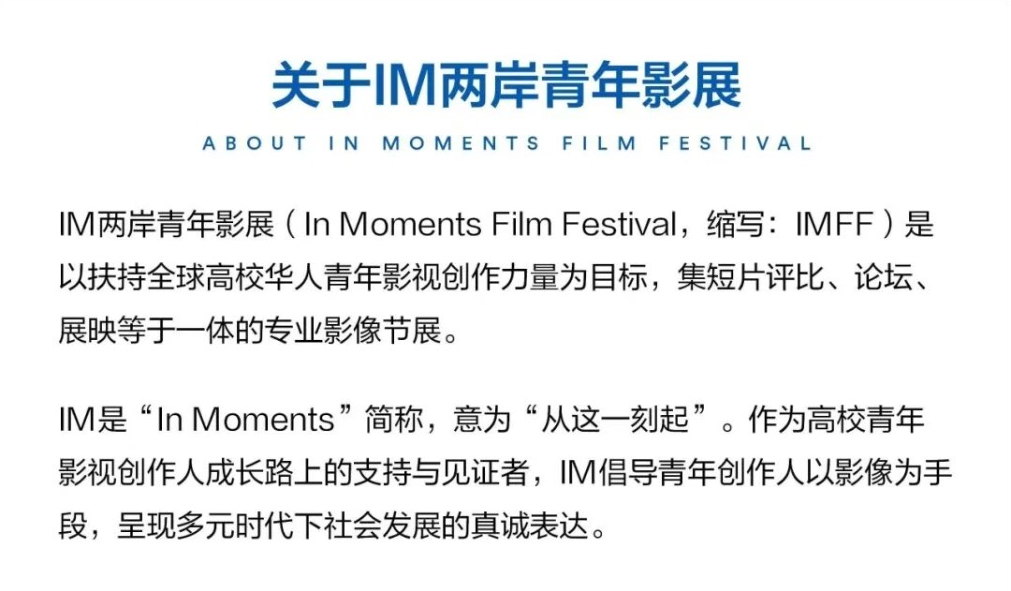 关于IM两岸青年影展
ABOUT IN MOMENTS FILM FESTIVAL
IM两岸青年影展（In Moments Film Festival，缩写：IMFF）是
以扶持全球高校华人青年影视创作力量为目标，集短片评比、论坛、
展映等于一体的专业影像节展。
IM是“In Moments”简称，意为“从这一刻起”。作为高校青年
影视创作人成长路上的支持与见证者，IM倡导青年创作人以影像为手
段，呈现多元时代下社会发展的真诚表达。